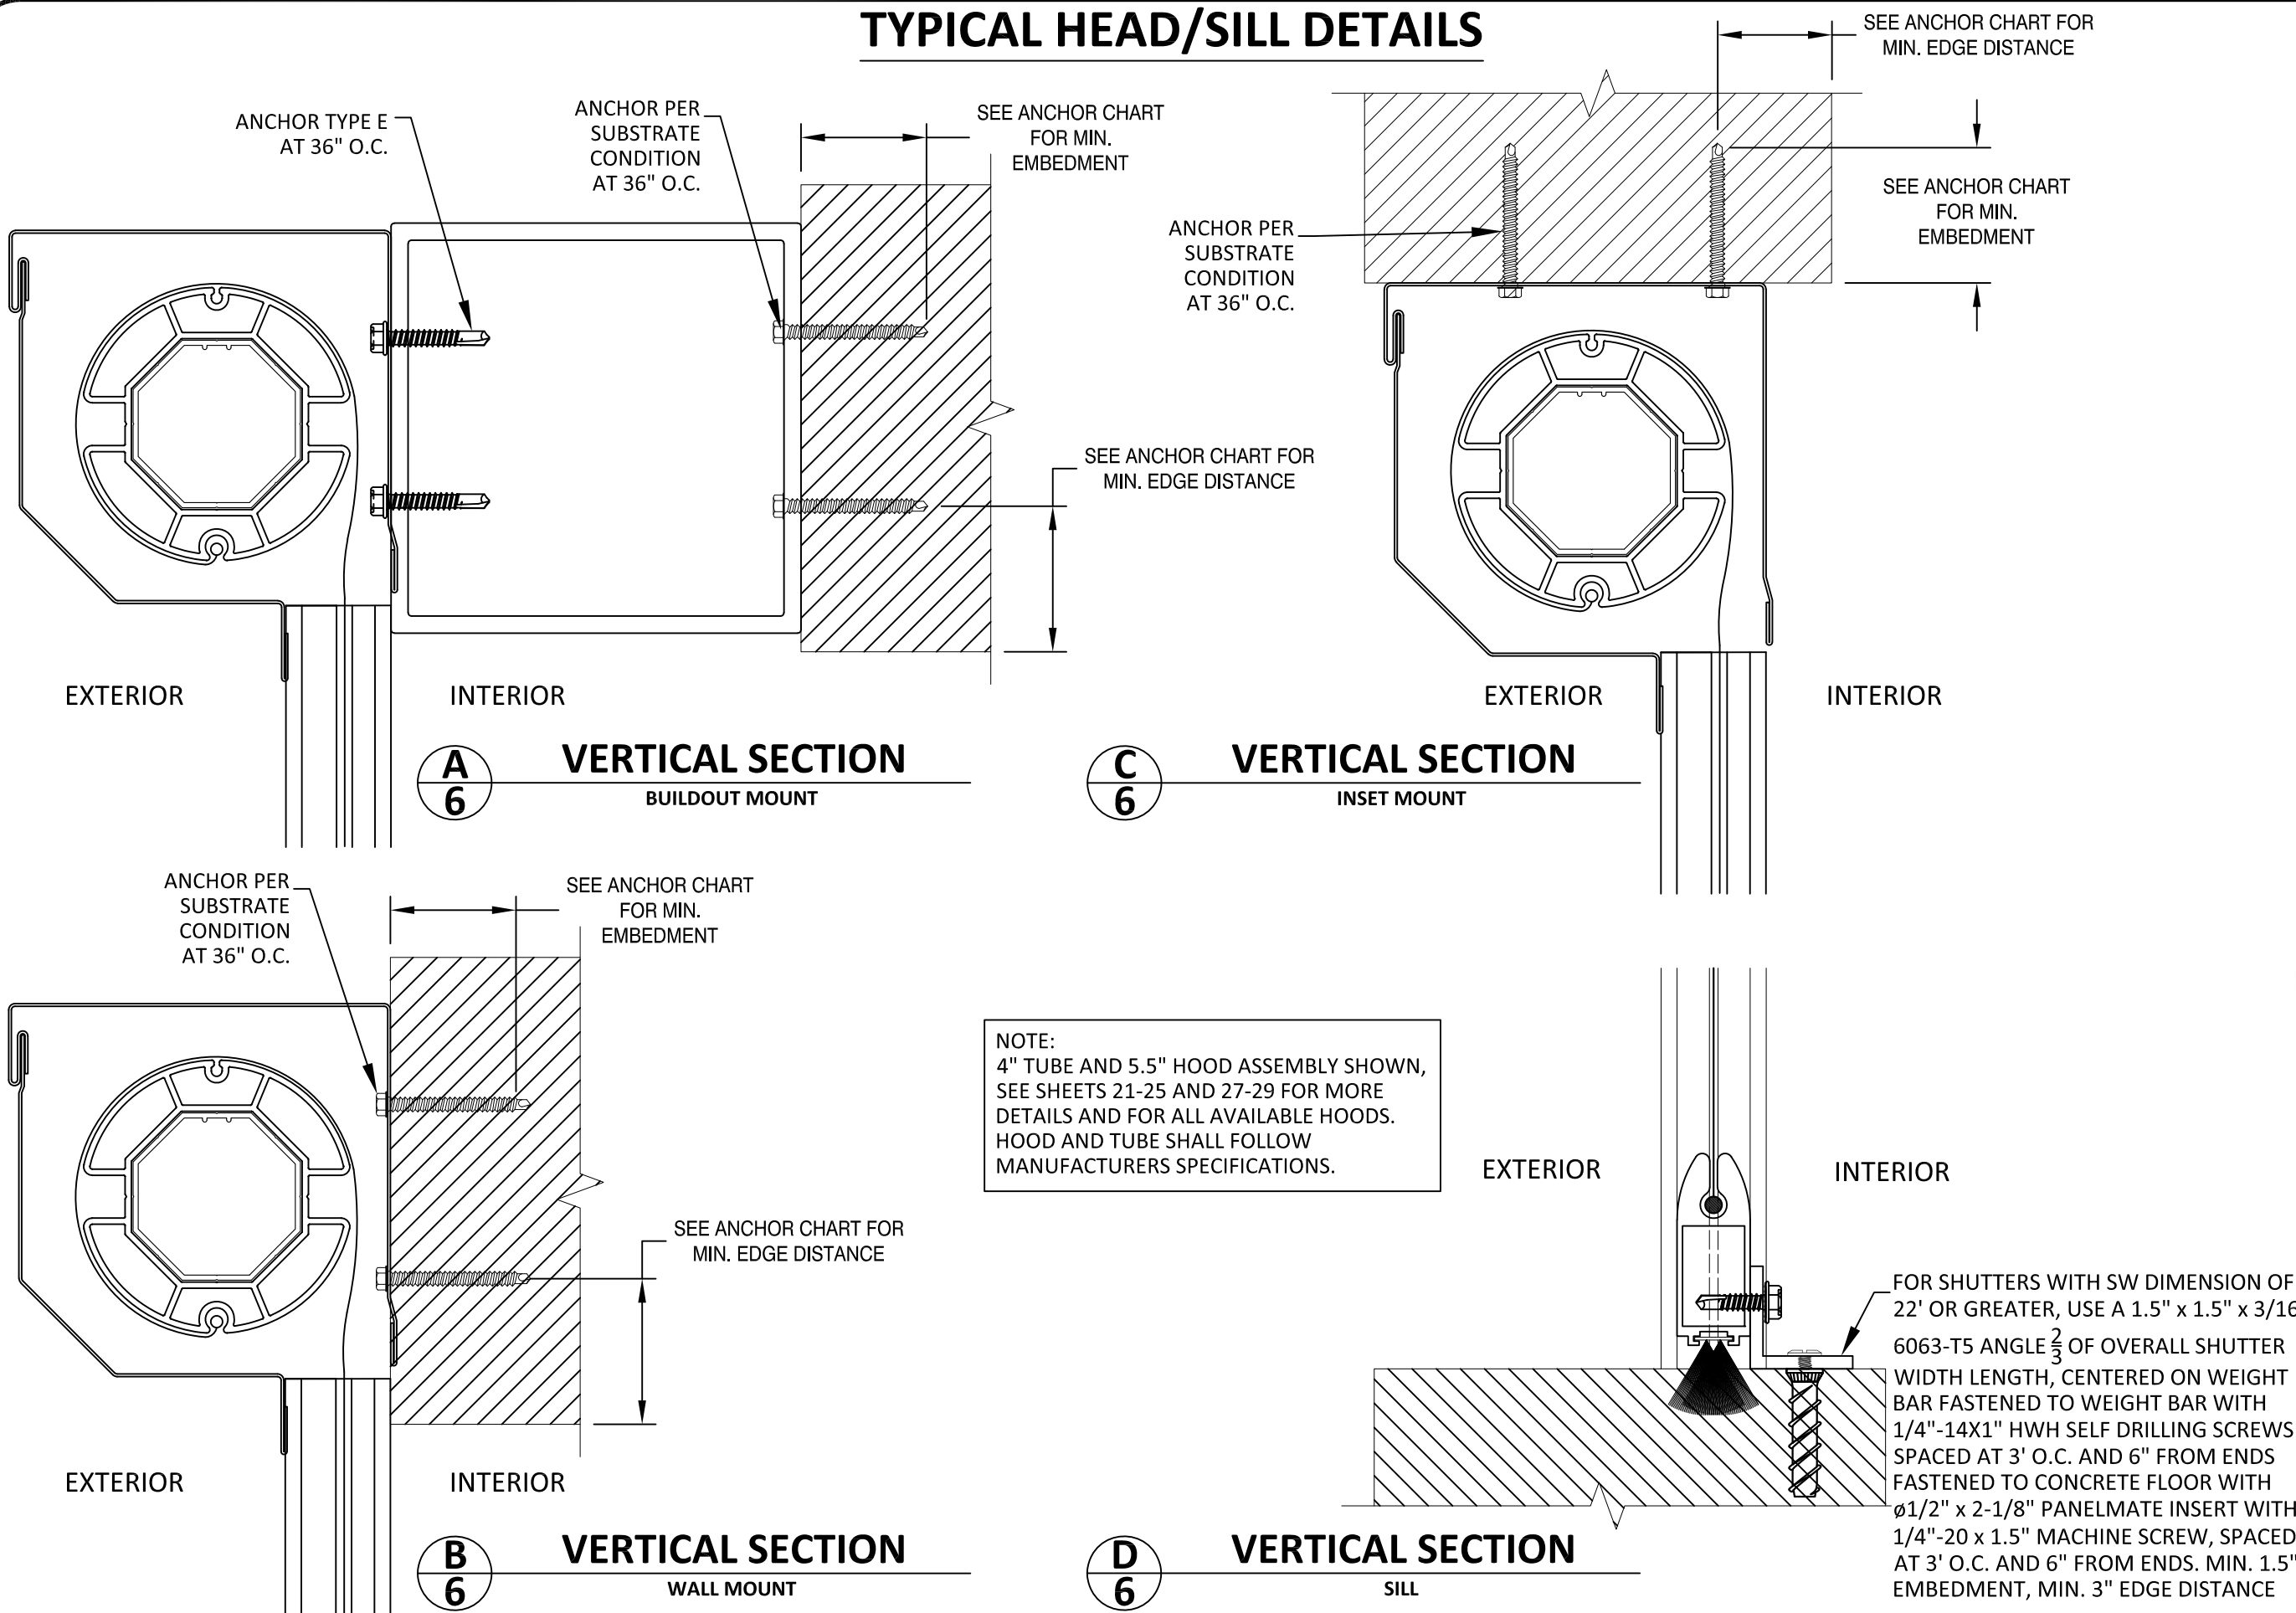 TYPICAL HEAD/SILL DETAILS
ANCHOR TYPE E
AT 36" O.C.
ANCHOR PER
SUBSTRATE
CONDITION
AT 36" O.C.
SEE ANCHOR CHART
FOR MIN.
EMBEDMENT
SEE ANCHOR CHART FOR
MIN. EDGE DISTANCE
EXTERIOR
INTERIOR
A
6
VERTICAL SECTION
BUILDOUT MOUNT
SEE ANCHOR CHART FOR
MIN. EDGE DISTANCE
SEE ANCHOR CHART
FOR MIN.
EMBEDMENT
ANCHOR PER
SUBSTRATE
CONDITION
AT 36" O.C.
EXTERIOR
INTERIOR
C
6
VERTICAL SECTION
INSET MOUNT
ANCHOR PER
SUBSTRATE
CONDITION
AT 36" O.C.
SEE ANCHOR CHART
FOR MIN.
EMBEDMENT
SEE ANCHOR CHART FOR
MIN. EDGE DISTANCE
EXTERIOR
INTERIOR
B
6
VERTICAL SECTION
WALL MOUNT
NOTE:
4" TUBE AND 5.5" HOOD ASSEMBLY SHOWN,
SEE SHEETS 21-25 AND 27-29 FOR MORE
DETAILS AND FOR ALL AVAILABLE HOODS.
HOOD AND TUBE SHALL FOLLOW
MANUFACTURERS SPECIFICATIONS.
EXTERIOR
INTERIOR
FOR SHUTTERS WITH SW DIMENSION OF
22' OR GREATER, USE A 1.5" x 1.5" x 3/16
6063-T5 ANGLE 2/3 OF OVERALL SHUTTER
WIDTH LENGTH, CENTERED ON WEIGHT
BAR FASTENED TO WEIGHT BAR WITH
1/4"-14X1" HWH SELF DRILLING SCREWS
SPACED AT 3' O.C. AND 6" FROM ENDS
FASTENED TO CONCRETE FLOOR WITH
ø1/2" x 2-1/8" PANELMATE INSERT WITH
1/4"-20 x 1.5" MACHINE SCREW, SPACED
AT 3' O.C. AND 6" FROM ENDS. MIN. 1.5"
EMBEDMENT, MIN. 3" EDGE DISTANCE
D
6
VERTICAL SECTION
SILL